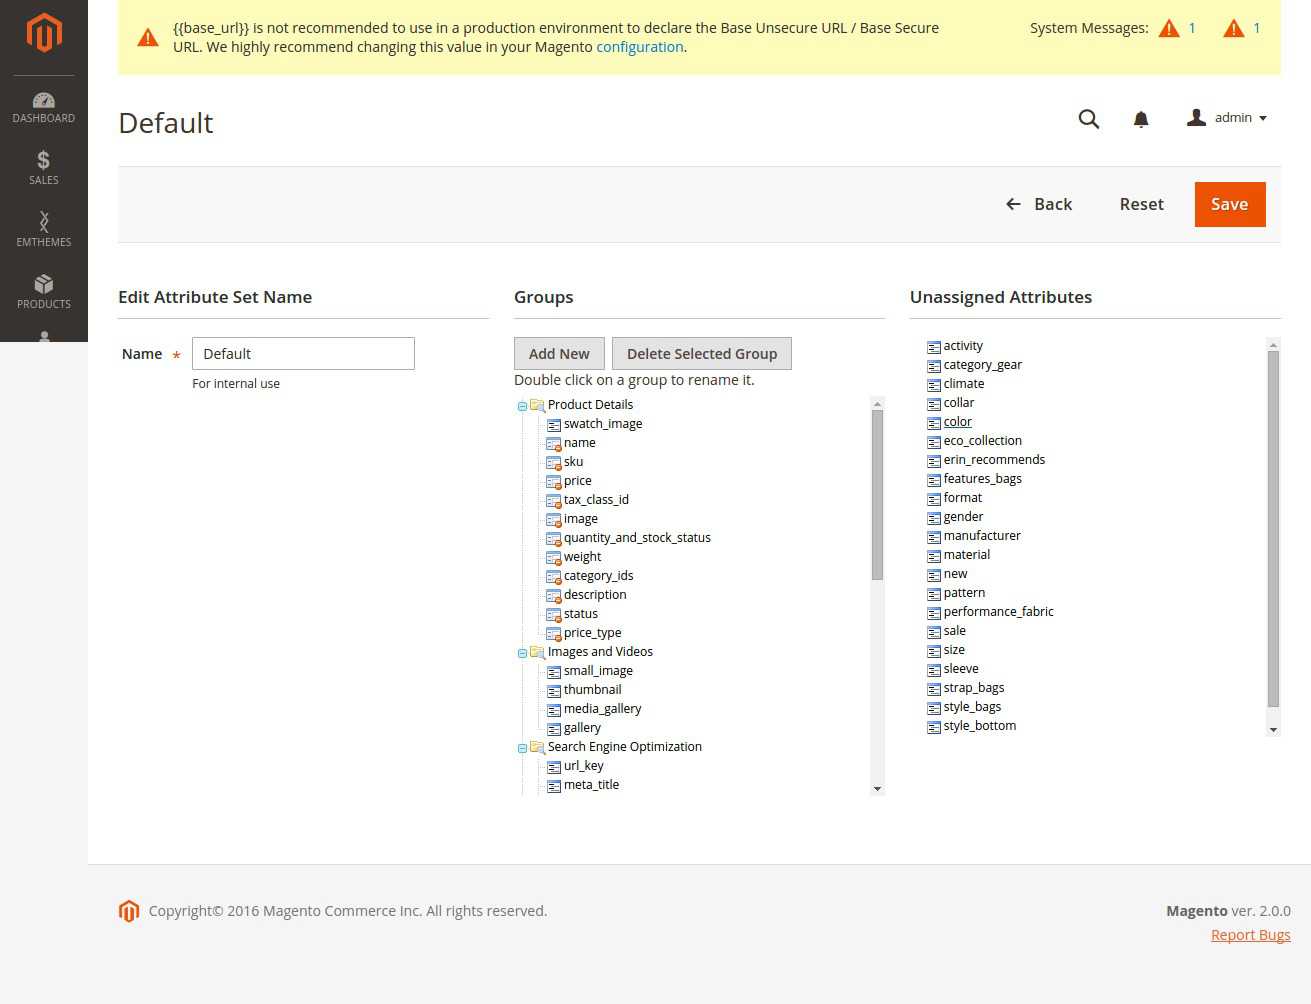 {{base_url}} is not recommended to use in a production environment to declare the Base Unsecure URL / Base Secure
URL. We highly recommend changing this value in your Magento configuration.
System Messages: 1 1
DASHBOARD
SALES
EMTHEMES
PRODUCTS
Default
admin
Back
Reset
Save
Edit Attribute Set Name
Name *
Default
For internal use
Groups
Add New
Delete Selected Group
Double click on a group to rename it.
Product Details
swatch_image
name
sku
price
tax_class_id
image
quantity_and_stock_status
weight
category_ids
description
status
price_type
Images and Videos
small_image
thumbnail
media_gallery
gallery
Search Engine Optimization
url_key
meta_title
Unassigned Attributes
activity
category_gear
climate
collar
color
eco_collection
erin_recommends
features_bags
format
gender
manufacturer
material
new
pattern
performance_fabric
sale
size
sleeve
strap_bags
style_bags
style_bottom
Copyright© 2016 Magento Commerce Inc. All rights reserved.
Magento ver. 2.0.0
Report Bugs